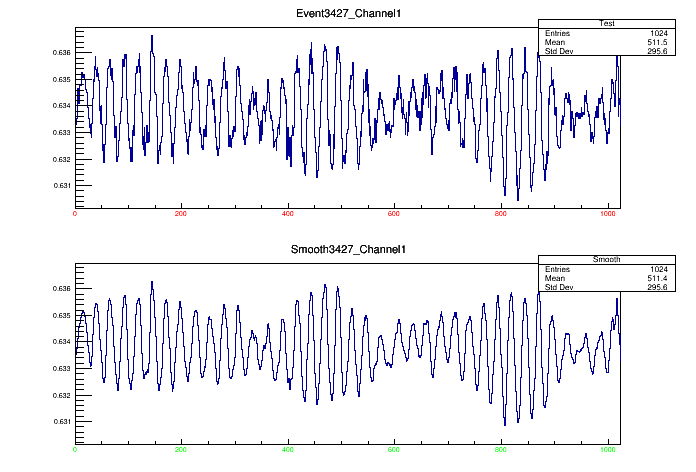 Event3427_Channel1
Test
Entries 1024
Mean 511.5
Std Dev 295.6
0.636
0.635
0.634
0.633
0.632
0.631
0 200 400 600 800 1000
Smooth3427_Channel1
Smooth
Entries 1024
Mean 511.4
Std Dev 295.6
0.636
0.635
0.634
0.633
0.632
0.631
0 200 400 600 800 1000